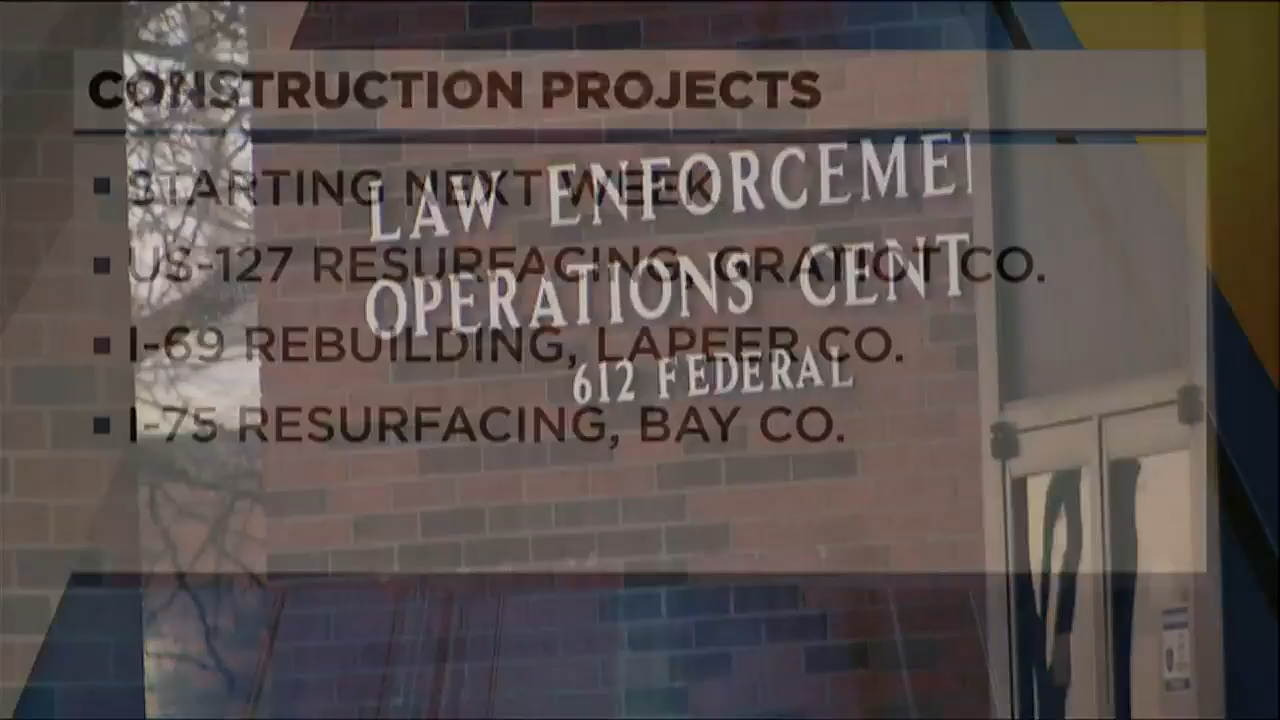 CONSTRUCTION PROJECTS
▪ STARTING NEXT WEEK
▪ US-127 RESURFACING, GRATIOT CO.
▪ I-69 REBUILDING, LAPEER CO.
▪ I-75 RESURFACING, BAY CO.
LAW ENFORCEME
OPERATIONS CENT
612 FEDERAL